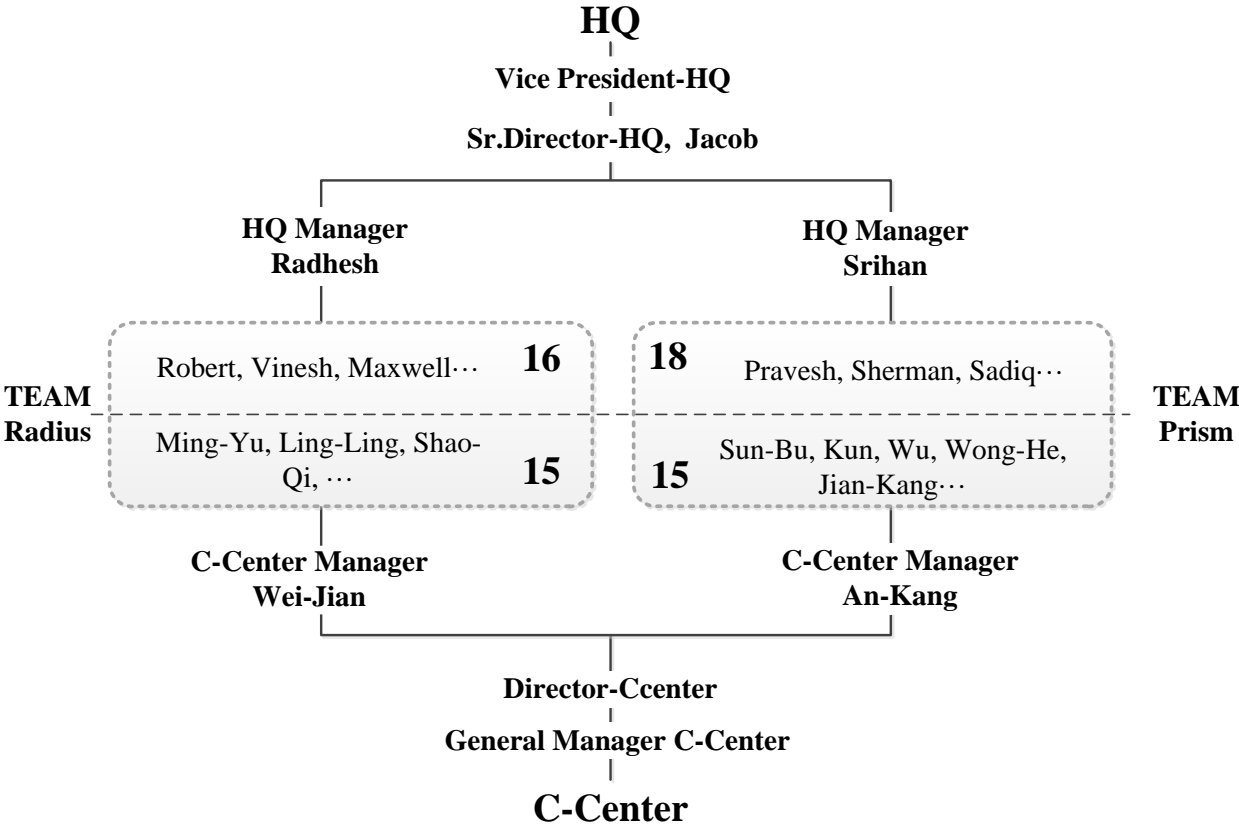 HQ
Vice President-HQ
Sr.Director-HQ,  Jacob
HQ Manager
Radhesh
HQ Manager
Srihan
Robert, Vinesh, Maxwell⋯
16
18
Pravesh, Sherman, Sadiq⋯
TEAM
Radius
TEAM
Prism
Ming-Yu, Ling-Ling, Shao-
Qi, ⋯
15
15
Sun-Bu, Kun, Wu, Wong-He,
Jian-Kang⋯
C-Center Manager
Wei-Jian
C-Center Manager
An-Kang
Director-Ccenter
General Manager C-Center
C-Center